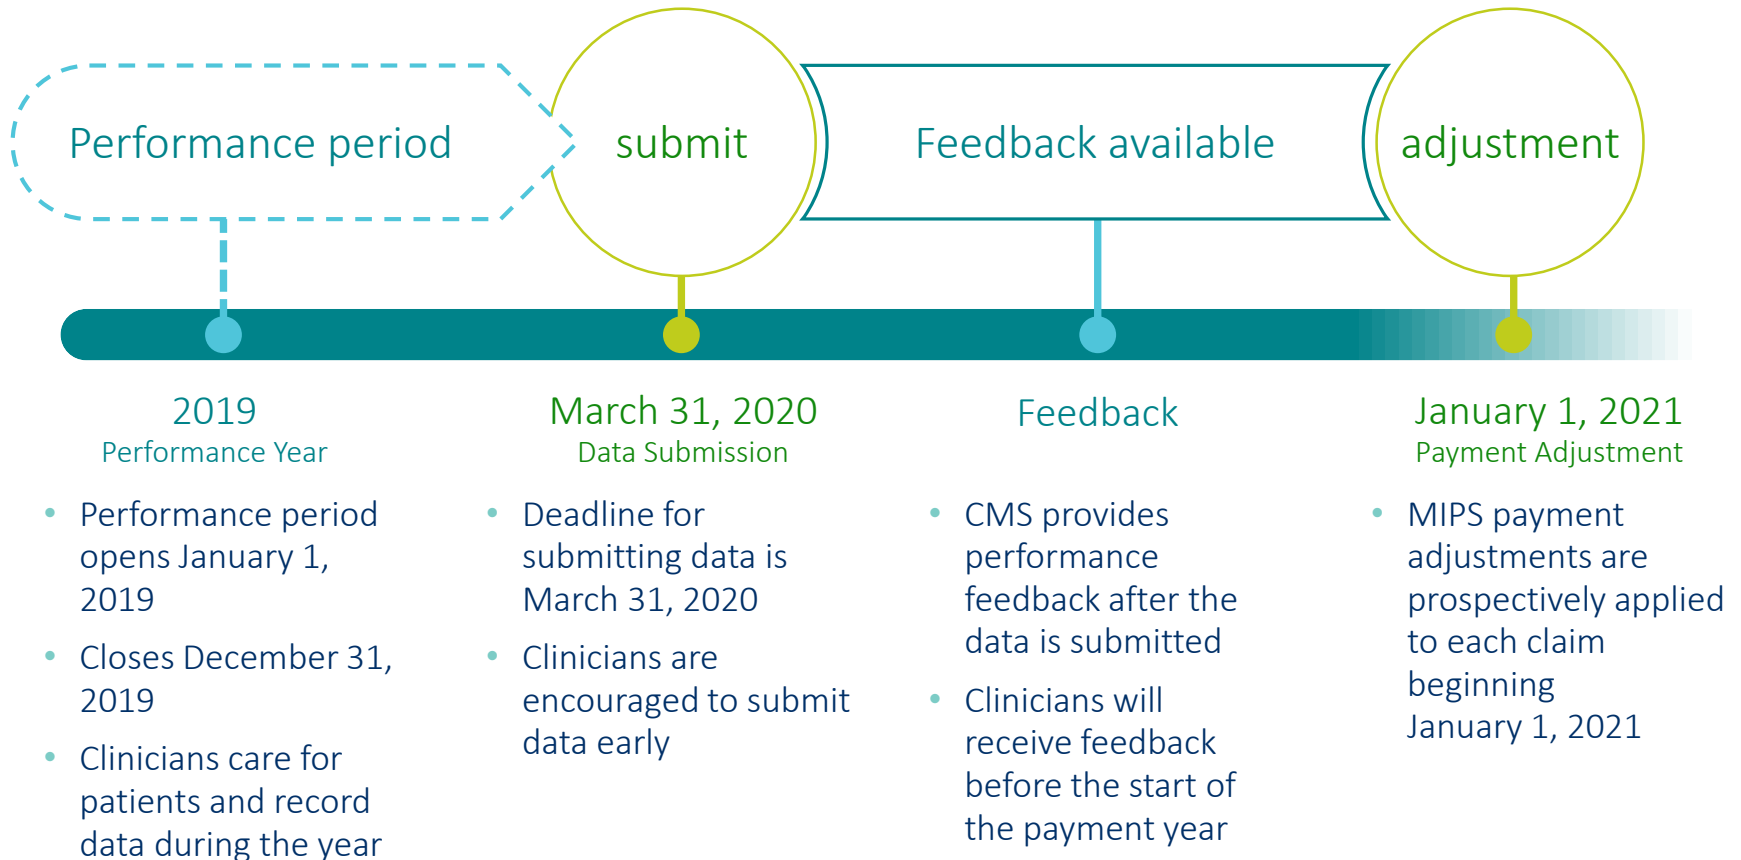 Performance period
submit
Feedback available
adjustment
2019
Performance Year
• Performance period
opens January 1,
2019
• Closes December 31,
2019
• Clinicians care for
patients and record
data during the year
March 31, 2020
Data Submission
• Deadline for
submitting data is
March 31, 2020
• Clinicians are
encouraged to submit
data early
Feedback
• CMS provides
performance
feedback after the
data is submitted
• Clinicians will
receive feedback
before the start of
the payment year
January 1, 2021
Payment Adjustment
• MIPS payment
adjustments are
prospectively applied
to each claim
beginning
January 1, 2021